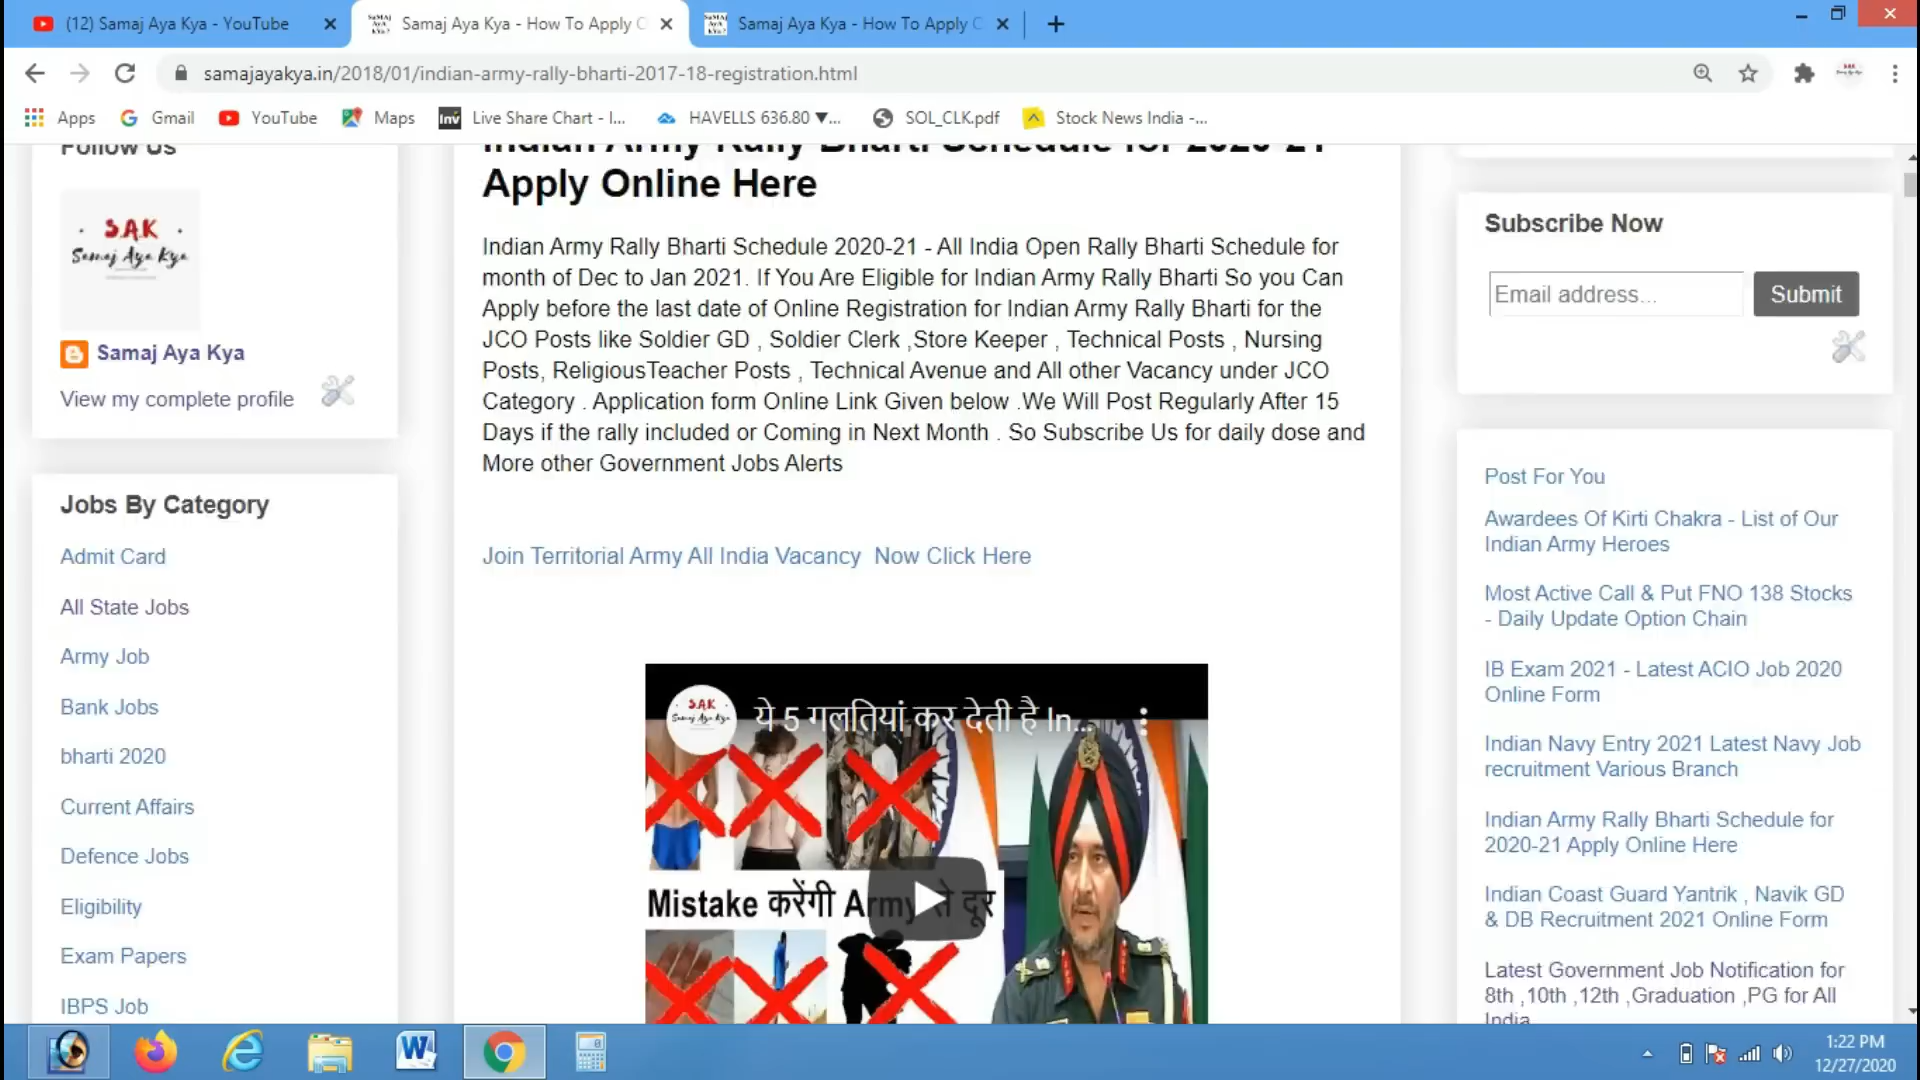 (12) Samaj Aya Kya - YouTube
Samaj Aya Kya - How To Apply
Samaj Aya Kya - How To Apply
samajayakya.in/2018/01/indian-army-rally-bharti-2017-18-registration.html
Apps
Gmail
YouTube
Maps
Inv
Live Share Chart - I...
HAVELLS 636.80 ▼...
SOL_CLK.pdf
Stock News India -...
Follow Us
S.A.K
Samaj Aya Kya
Samaj Aya Kya
View my complete profile
Jobs By Category
Admit Card
All State Jobs
Army Job
Bank Jobs
bharti 2020
Current Affairs
Defence Jobs
Eligibility
Exam Papers
IBPS Job
Indian Army Rally Bharti Schedule for 2020-21
Apply Online Here
Indian Army Rally Bharti Schedule 2020-21 - All India Open Rally Bharti Schedule for
month of Dec to Jan 2021. If You Are Eligible for Indian Army Rally Bharti So you Can
Apply before the last date of Online Registration for Indian Army Rally Bharti for the
JCO Posts like Soldier GD , Soldier Clerk ,Store Keeper , Technical Posts , Nursing
Posts, ReligiousTeacher Posts , Technical Avenue and All other Vacancy under JCO
Category . Application form Online Link Given below .We Will Post Regularly After 15
Days if the rally included or Coming in Next Month . So Subscribe Us for daily dose and
More other Government Jobs Alerts
Join Territorial Army All India Vacancy  Now Click Here
S.A.K
Samaj Aya Kya
ये 5 गलतियां कर देती है In...
Mistake करेंगी Army से दूर
Subscribe Now
Email address...
Submit
Post For You
Awardees Of Kirti Chakra - List of Our
Indian Army Heroes
Most Active Call & Put FNO 138 Stocks
- Daily Update Option Chain
IB Exam 2021 - Latest ACIO Job 2020
Online Form
Indian Navy Entry 2021 Latest Navy Job
recruitment Various Branch
Indian Army Rally Bharti Schedule for
2020-21 Apply Online Here
Indian Coast Guard Yantrik , Navik GD
& DB Recruitment 2021 Online Form
Latest Government Job Notification for
8th ,10th ,12th ,Graduation ,PG for All
India
1:22 PM
12/27/2020